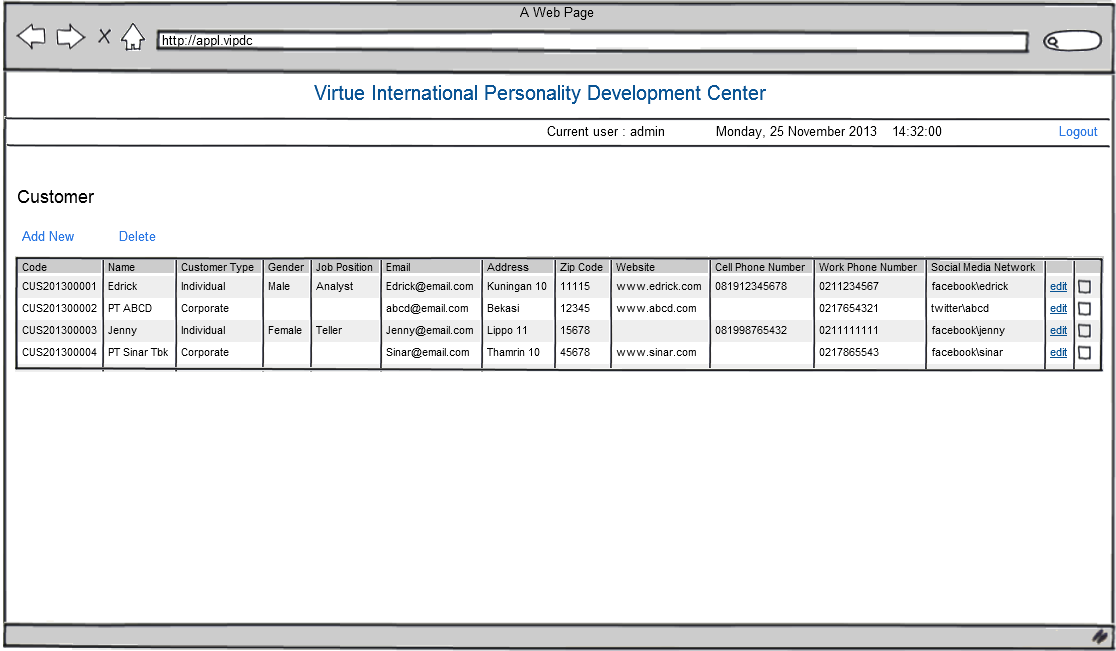 A Web Page
http://appl.vipdc
Virtue International Personality Development Center
Current user : admin Monday, 25 November 2013 14:32:00 Logout
Customer
Add New Delete
Code Name Customer Type Gender Job Position Email Address Zip Code Website Cell Phone Number Work Phone Number Social Media Network
CUS201300001 Edrick Individual Male Analyst Edrick@email.com Kuningan 10 11115 www.edrick.com 081912345678 0211234567 facebook\edrick edit
CUS201300002 PT ABCD Corporate abcd@email.com Bekasi 12345 www.abcd.com 0217654321 twitter\abcd edit
CUS201300003 Jenny Individual Female Teller Jenny@email.com Lippo 11 15678 081998765432 0211111111 facebook\jenny edit
CUS201300004 PT Sinar Tbk Corporate Sinar@email.com Thamrin 10 45678 www.sinar.com 0217865543 facebook\sinar edit